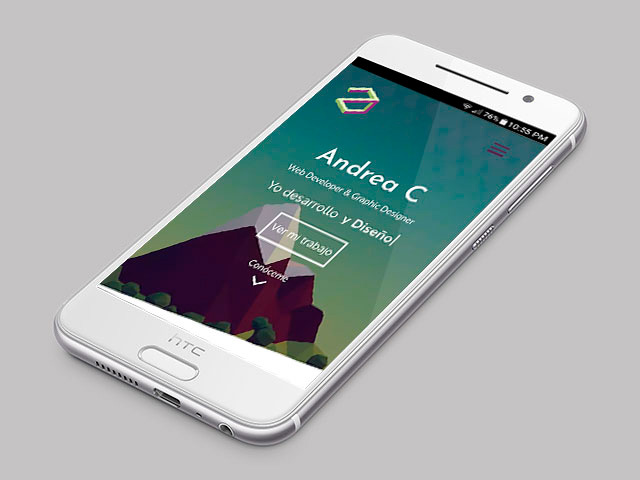 76% 10:55 PM
Andrea C
Web Developer & Graphic Designer
Yo desarrollo y Diseño|
Ver mi trabajo
Conóceme
hTC